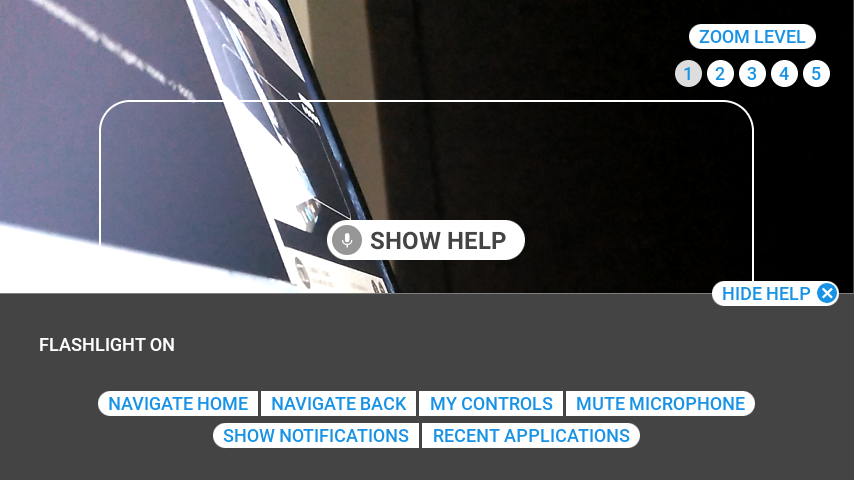 ZOOM LEVEL
1 2 3 4 5
SHOW HELP
HIDE HELP
FLASHLIGHT ON
NAVIGATE HOME
NAVIGATE BACK
MY CONTROLS
MUTE MICROPHONE
SHOW NOTIFICATIONS
RECENT APPLICATIONS